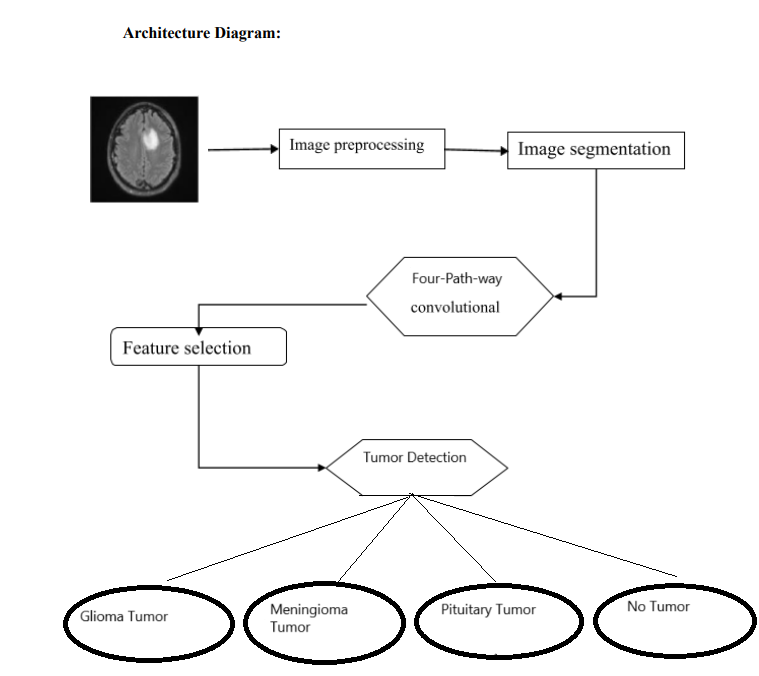 Architecture Diagram:
Image preprocessing
Image segmentation
Four-Path-way
convolutional
Feature selection
Tumor Detection
Glioma Tumor
Meningioma
Tumor
Pituitary Tumor
No Tumor